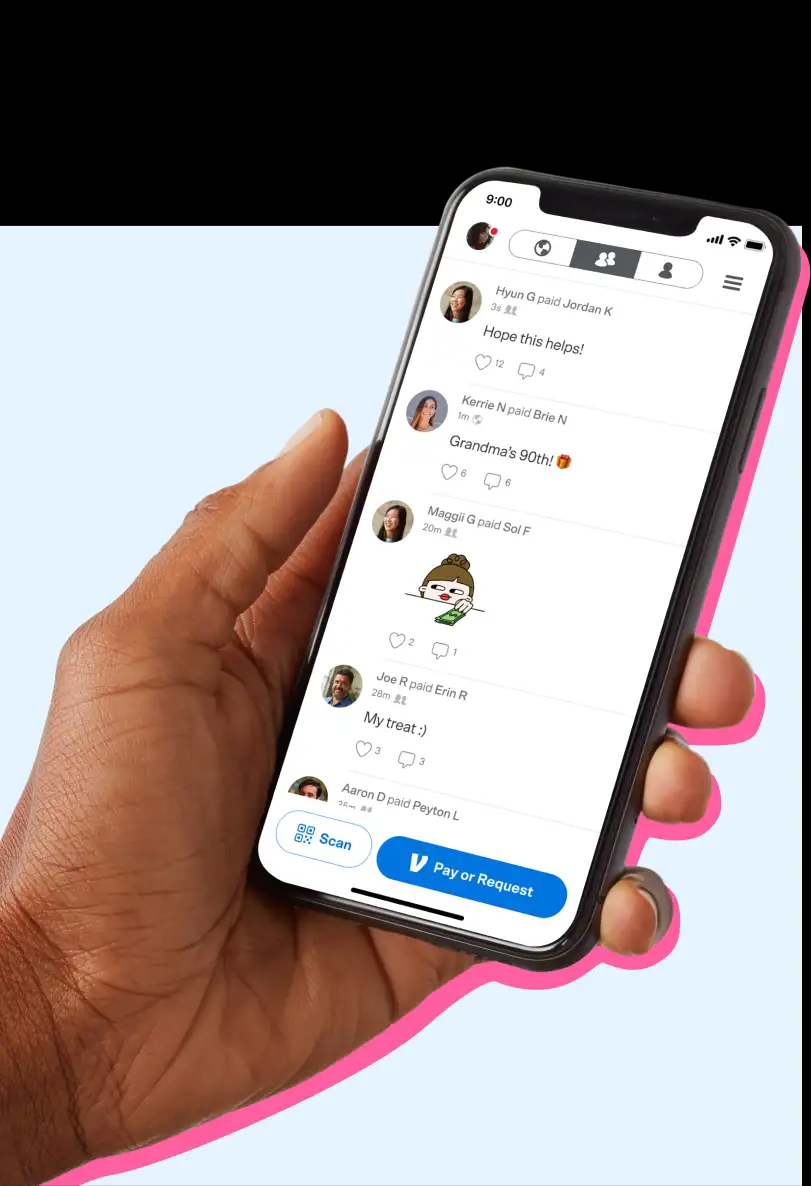 9:00
Hyun G paid Jordan K
3s
Hope this helps!
12 4
Kerrie N paid Brie N
1m
Grandma's 90th! 🎁
6 6
Maggii G paid Sol F
20m
2 1
Joe R paid Erin R
28m
My treat :)
3 3
Aaron D paid Peyton L
Scan
Pay or Request